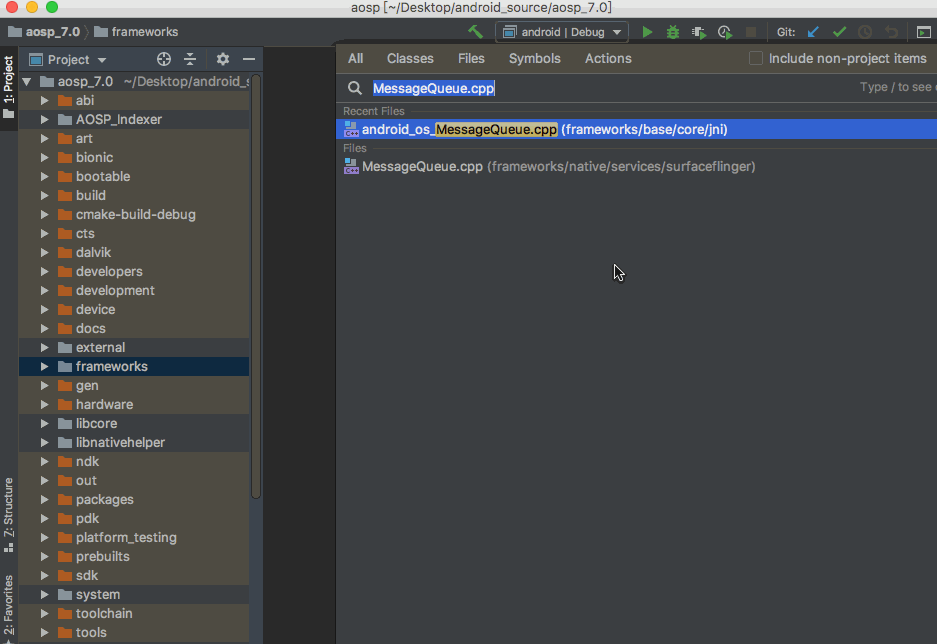 aosp [~/Desktop/android_source/aosp_7.0]
aosp_7.0 frameworks
android | Debug Git:
1: Project
Project
All Classes Files Symbols Actions Include non-project items
MessageQueue.cpp Type / to see
Recent Files
android_os_MessageQueue.cpp (frameworks/base/core/jni)
Files
MessageQueue.cpp (frameworks/native/services/surfaceflinger)
aosp_7.0 ~/Desktop/android_s
abi
AOSP_Indexer
art
bionic
bootable
build
cmake-build-debug
cts
dalvik
developers
development
device
docs
external
frameworks
gen
hardware
libcore
libnativehelper
ndk
out
packages
pdk
platform_testing
prebuilts
sdk
system
toolchain
tools
Z: Structure
2: Favorites